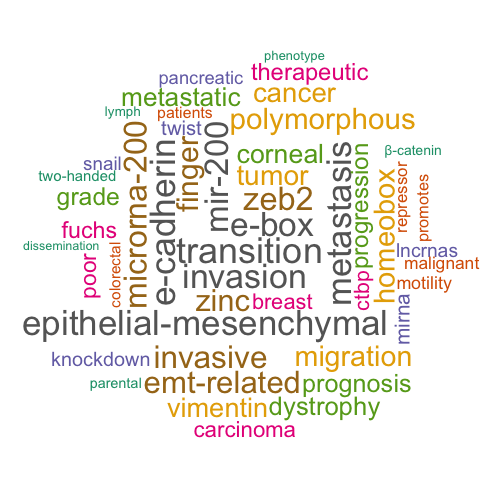 phenotype
pancreatic therapeutic
metastatic cancer
lymph patients polymorphous
twist
microrna-200
e-cadherin
finger
mir-200
corneal
metastasis
progression
β-catenin
snail
two-handed
tumor
homeobox
repressor
promotes
grade
zeb2
fuchs
e-box
dissemination
transition
lncrnas
poor
colorectal
invasion
ctbp
malignant
motility
zinc breast
mirna
epithelial-mesenchymal
knockdown invasive migration
parental emt-related prognosis
vimentin dystrophy
carcinoma